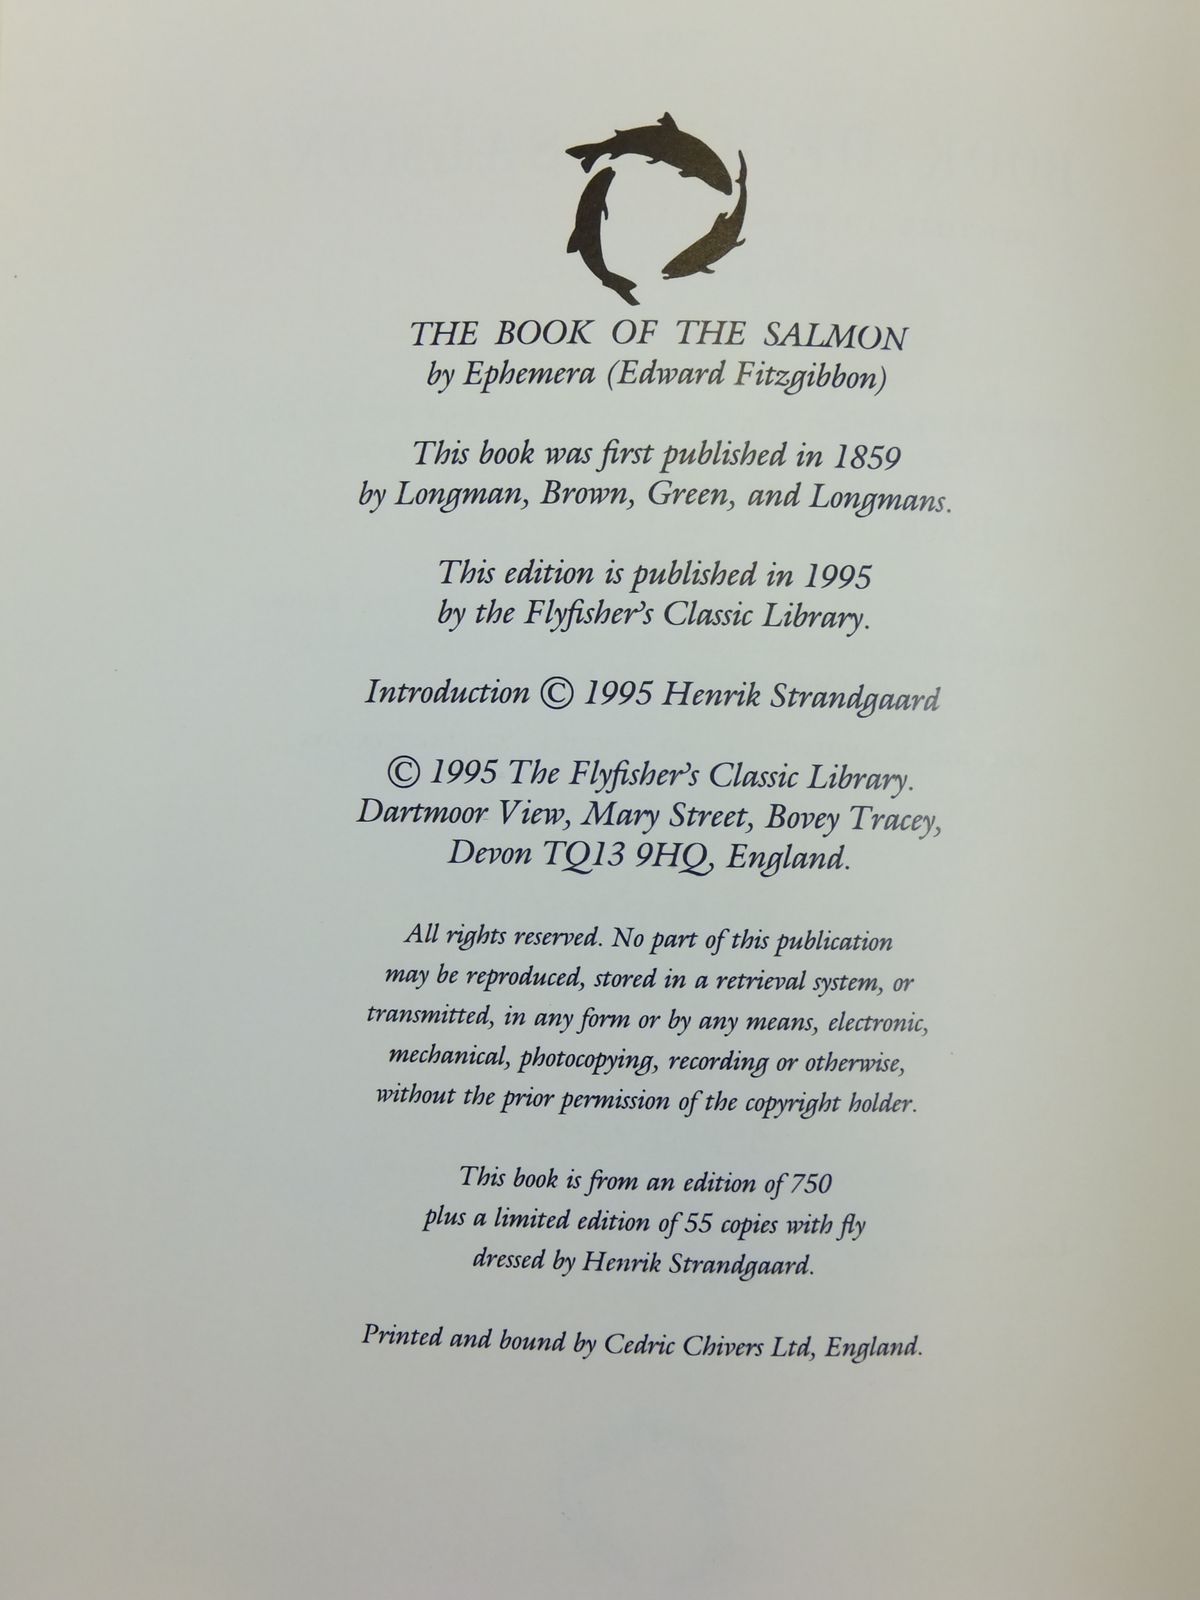 THE BOOK OF THE SALMON
by Ephemera (Edward Fitzgibbon)
This book was first published in 1859
by Longman, Brown, Green, and Longmans.
This edition is published in 1995
by the Flyfisher's Classic Library.
Introduction © 1995 Henrik Strandgaard
© 1995 The Flyfisher's Classic Library.
Dartmoor View, Mary Street, Bovey Tracey,
Devon TQ13 9HQ, England.
All rights reserved. No part of this publication
may be reproduced, stored in a retrieval system, or
transmitted, in any form or by any means, electronic,
mechanical, photocopying, recording or otherwise,
without the prior permission of the copyright holder.
This book is from an edition of 750
plus a limited edition of 55 copies with fly
dressed by Henrik Strandgaard.
Printed and bound by Cedric Chivers Ltd, England.